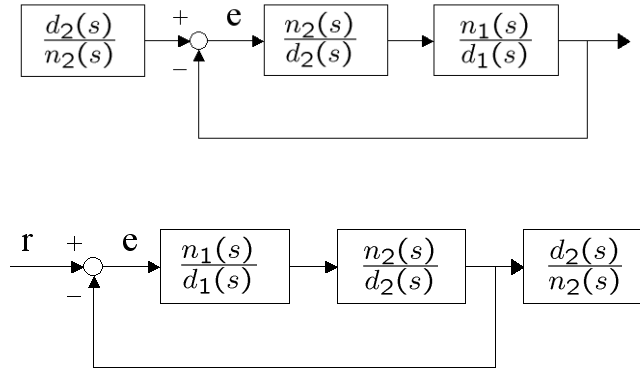 d₂(s)/n₂(s) + − e n₂(s)/d₂(s) n₁(s)/d₁(s)
r + − e n₁(s)/d₁(s) n₂(s)/d₂(s) d₂(s)/n₂(s)